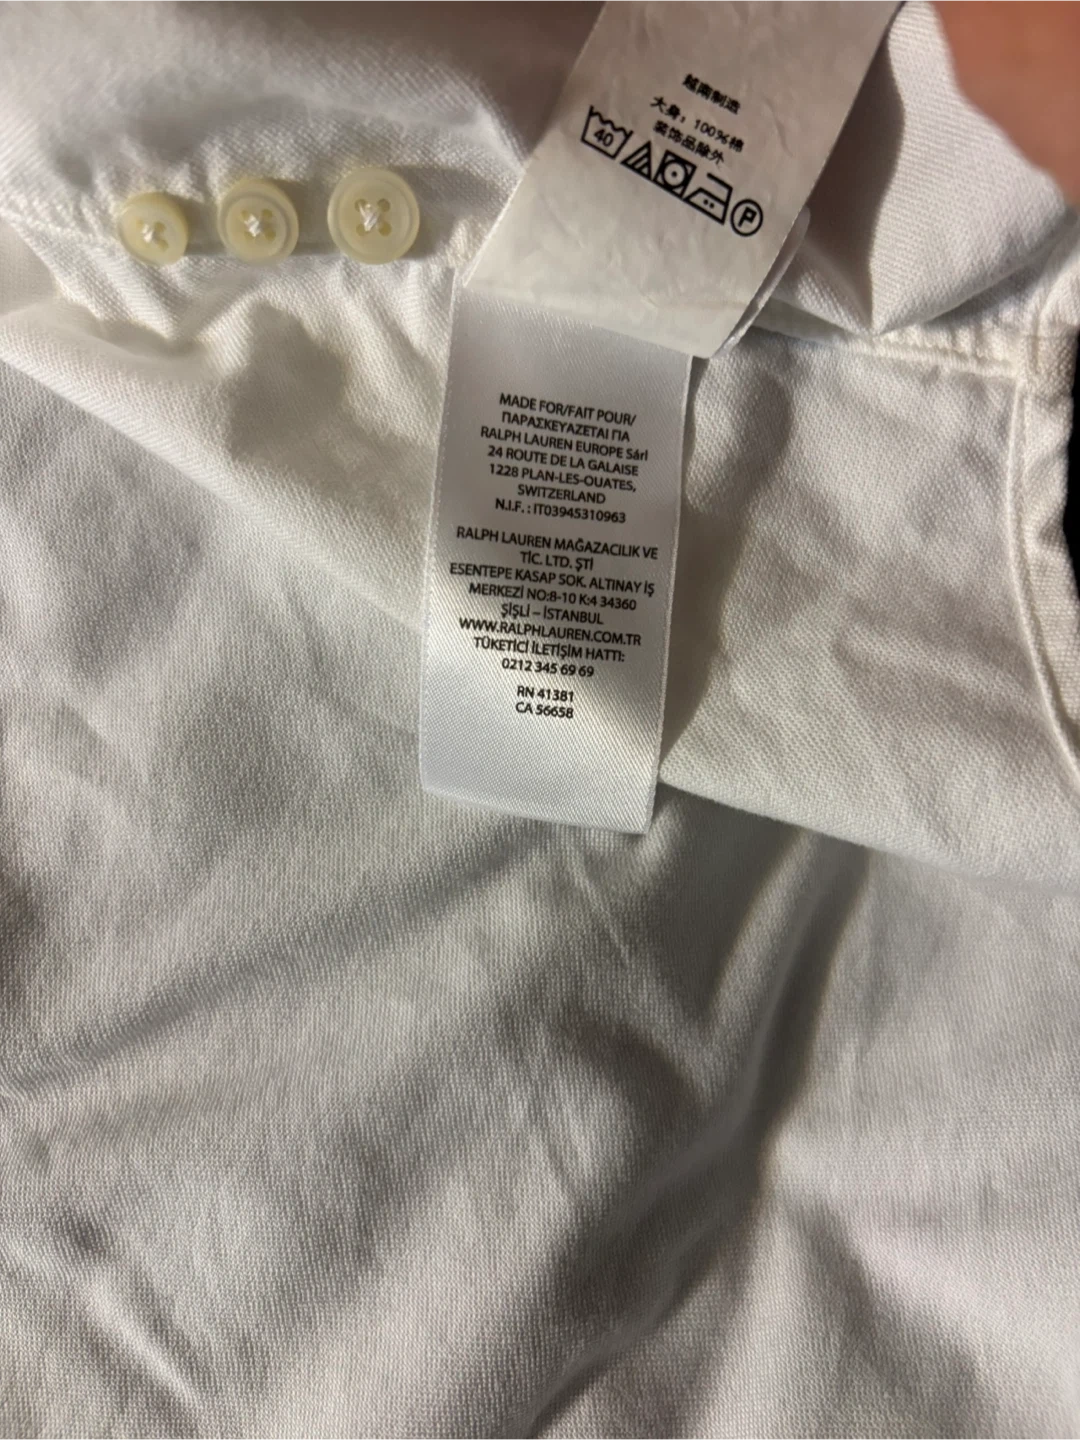 越南制造
大身：100%棉
装饰品除外
40 P
MADE FOR/FAIT POUR/
ΠΑΡΑΣΚΕΥΑΖΕΤΑΙ ΓΙΑ
RALPH LAUREN EUROPE Sárl
24 ROUTE DE LA GALAISE
1228 PLAN-LES-OUATES,
SWITZERLAND
N.I.F. : IT03945310963
RALPH LAUREN MAĞAZACILIK VE
TİC. LTD. ŞTİ
ESENTEPE KASAP SOK. ALTINAY İŞ
MERKEZİ NO:8-10 K:4 34360
ŞİŞLİ – İSTANBUL
WWW.RALPHLAUREN.COM.TR
TÜKETİCİ İLETİŞİM HATTI:
0212 345 69 69
RN 41381
CA 56658